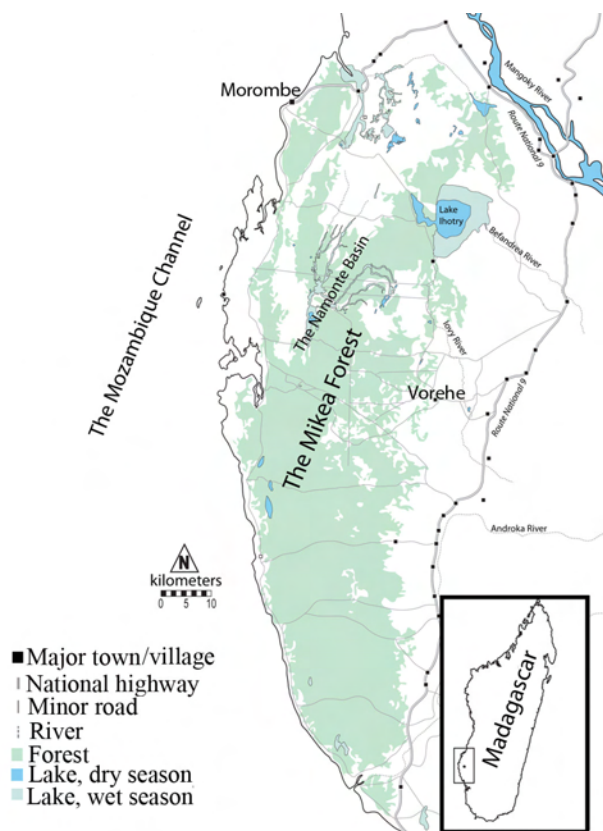 Mangoky River
Morombe
Route National 9
Lake
Ihotry
Befandrea River
The Mozambique Channel
The Namonte Basin
Iovy River
The Mikea Forest
Vorehe
Route National 9
Androka River
N
kilometers
0 5 10
Major town/village
National highway
Minor road
River
Forest
Lake, dry season
Lake, wet season
Madagascar